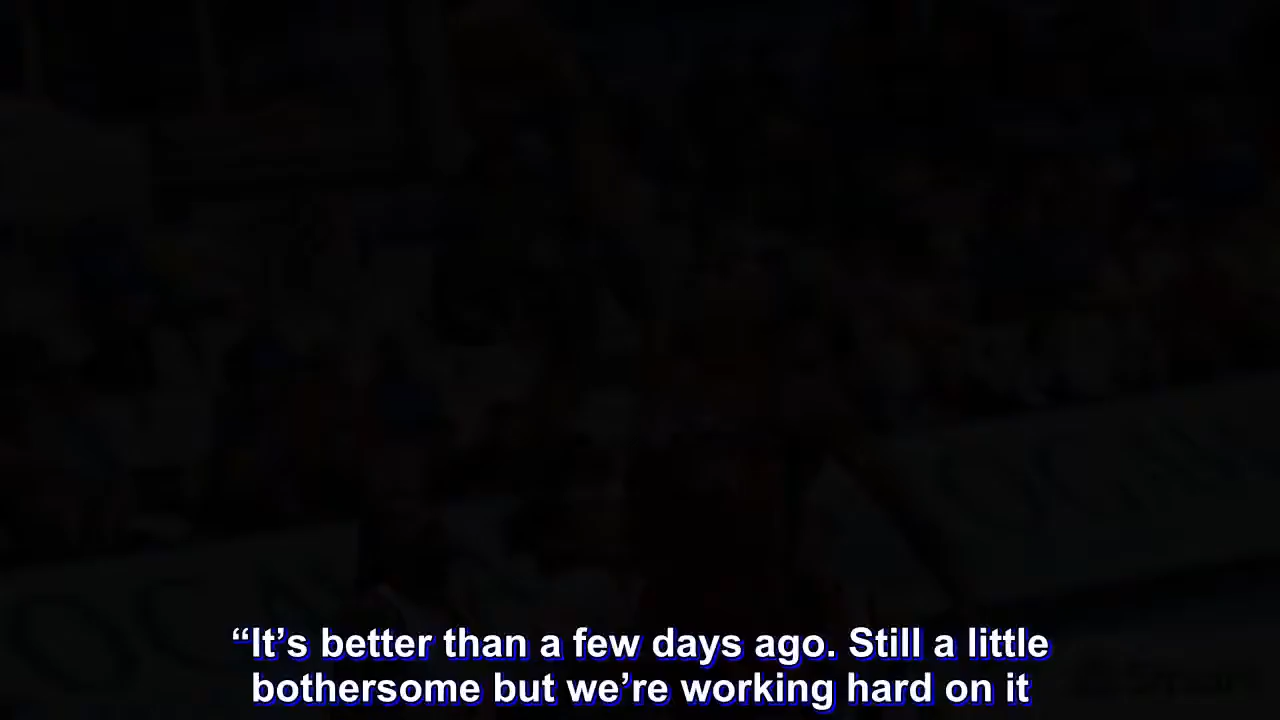 “It’s better than a few days ago. Still a little
bothersome but we’re working hard on it